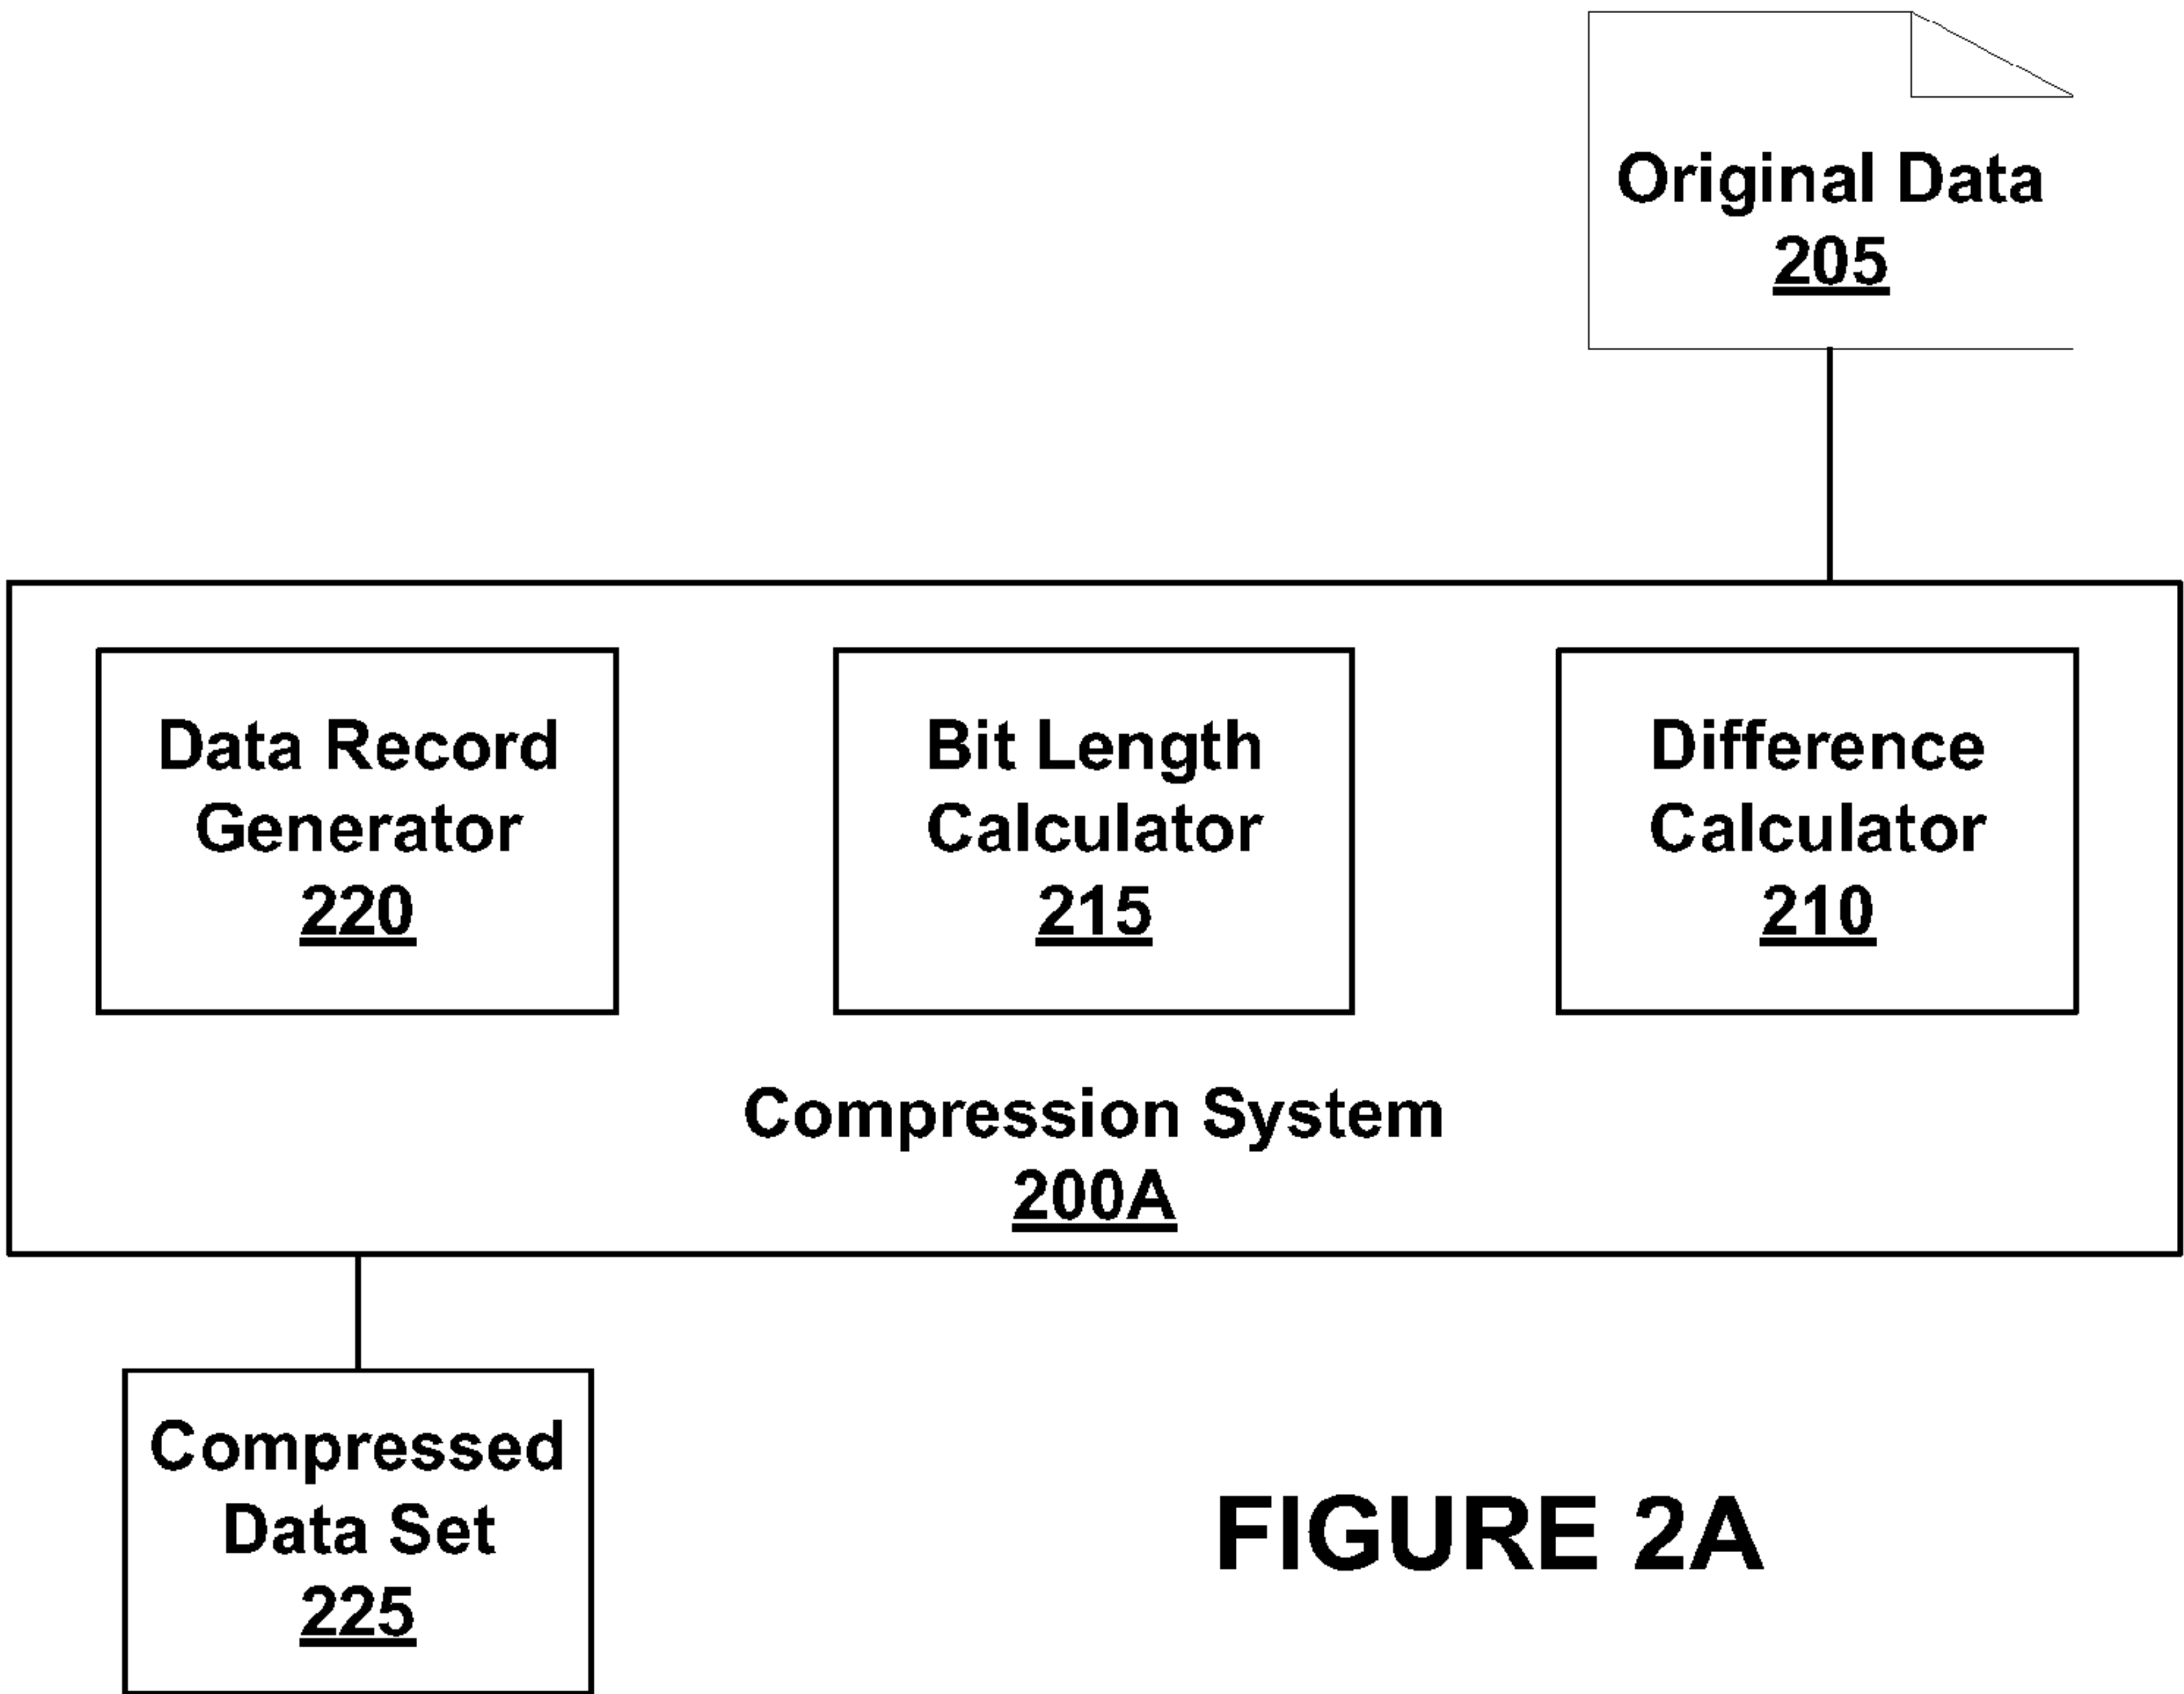 Original Data
205
Data Record
Generator
220
Bit Length
Calculator
215
Difference
Calculator
210
Compression System
200A
Compressed
Data Set
225
FIGURE 2A